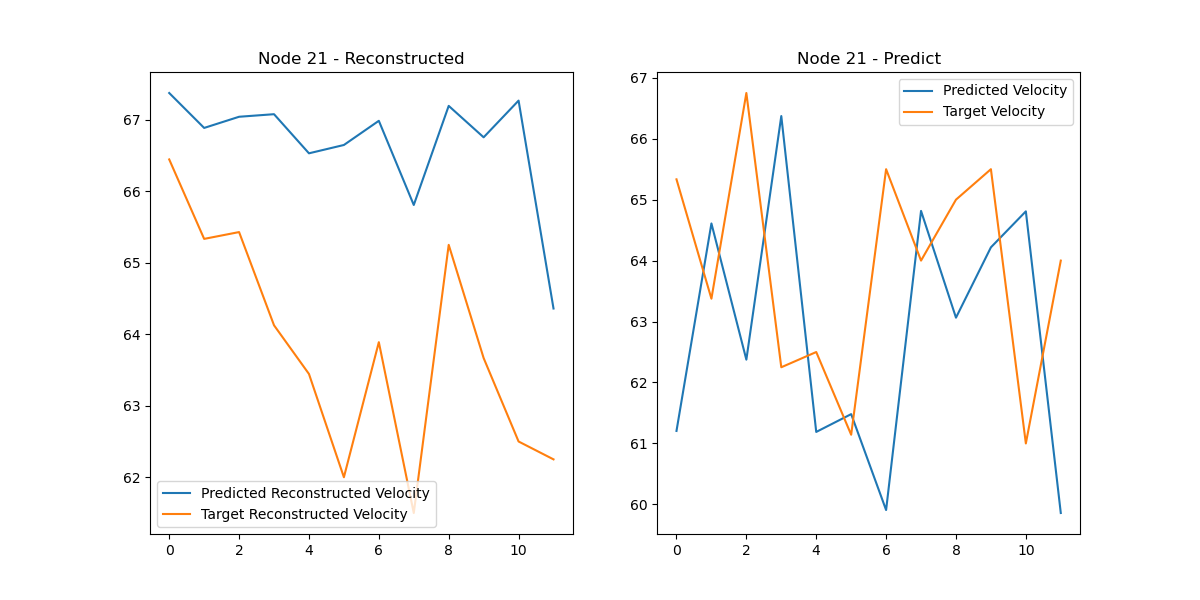 Node 21 - Reconstructed
67
66
65
64
63
62
0 2 4 6 8 10
Predicted Reconstructed Velocity
Target Reconstructed Velocity
Node 21 - Predict
67
66
65
64
63
62
61
60
0 2 4 6 8 10
Predicted Velocity
Target Velocity